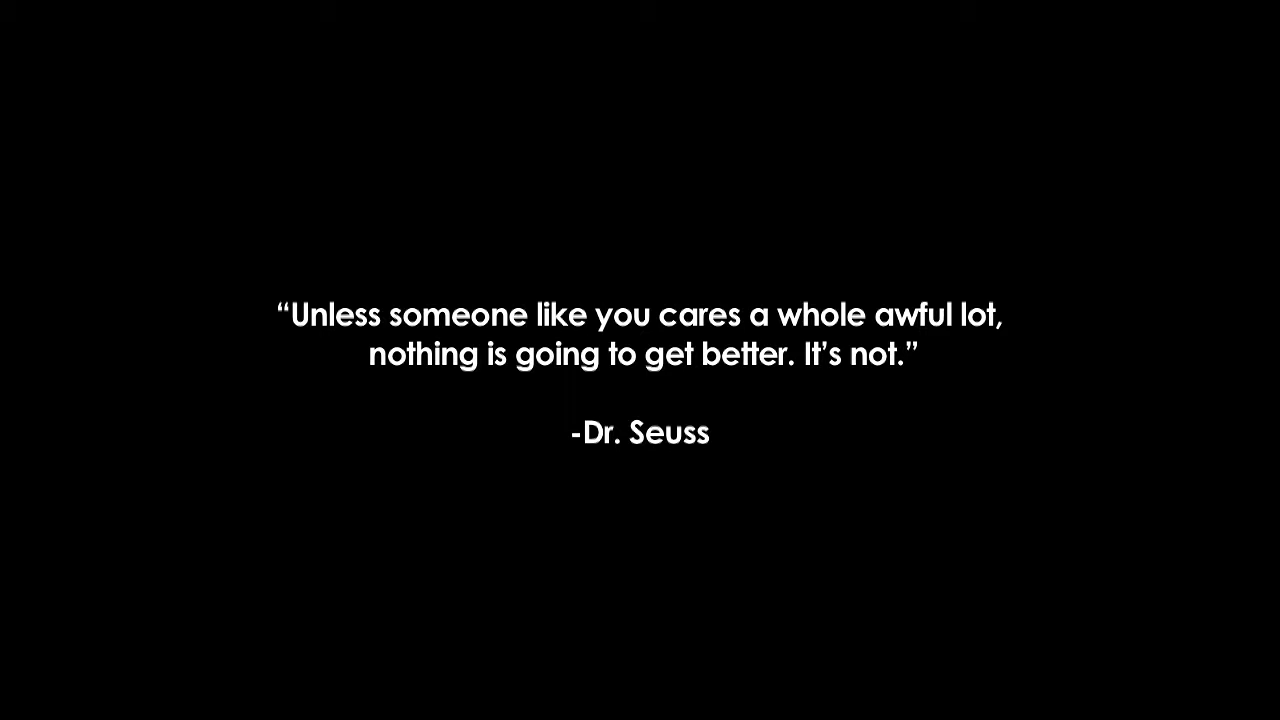 “Unless someone like you cares a whole awful lot,
nothing is going to get better. It’s not.”
-Dr. Seuss